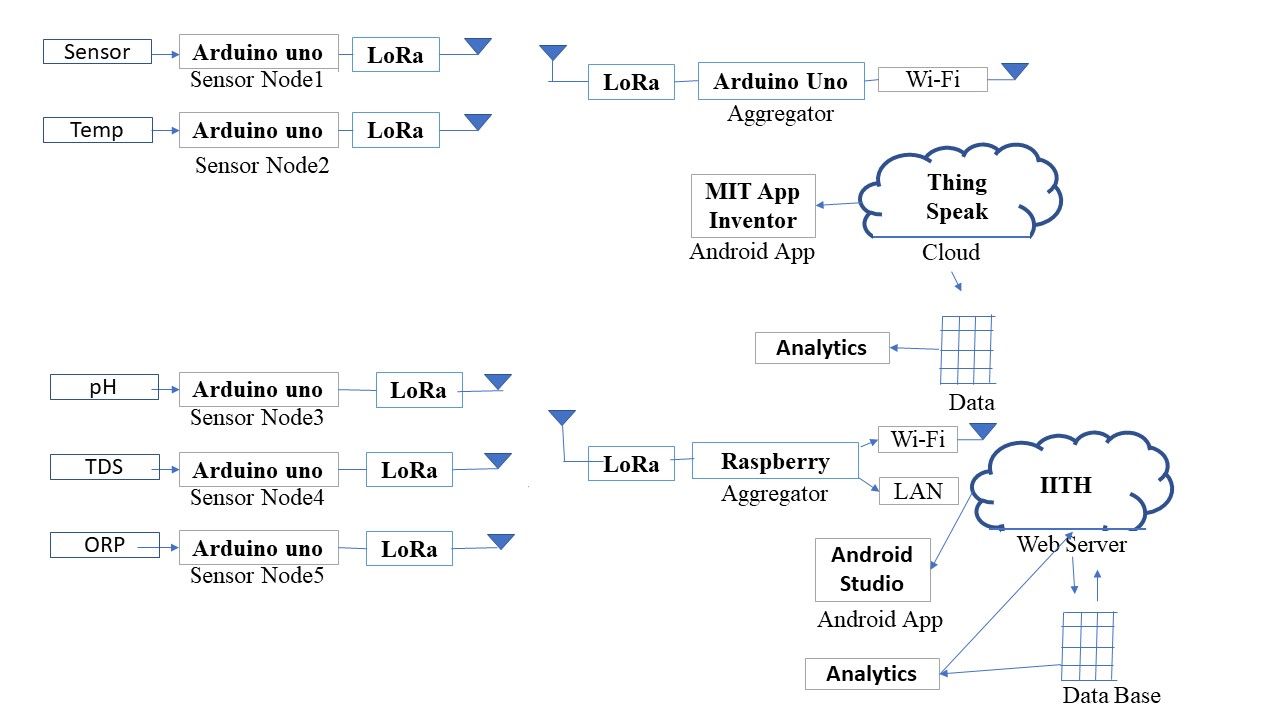 Sensor
Arduino uno
LoRa
Sensor Node1
Temp
Arduino uno
LoRa
Sensor Node2
LoRa
Arduino Uno
Wi-Fi
Aggregator
MIT App
Inventor
Android App
Thing
Speak
Cloud
Analytics
Data
pH
Arduino uno
LoRa
Sensor Node3
TDS
Arduino uno
LoRa
Sensor Node4
ORP
Arduino uno
LoRa
Sensor Node5
LoRa
Raspberry
Aggregator
Wi-Fi
LAN
IITH
Web Server
Android
Studio
Android App
Analytics
Data Base